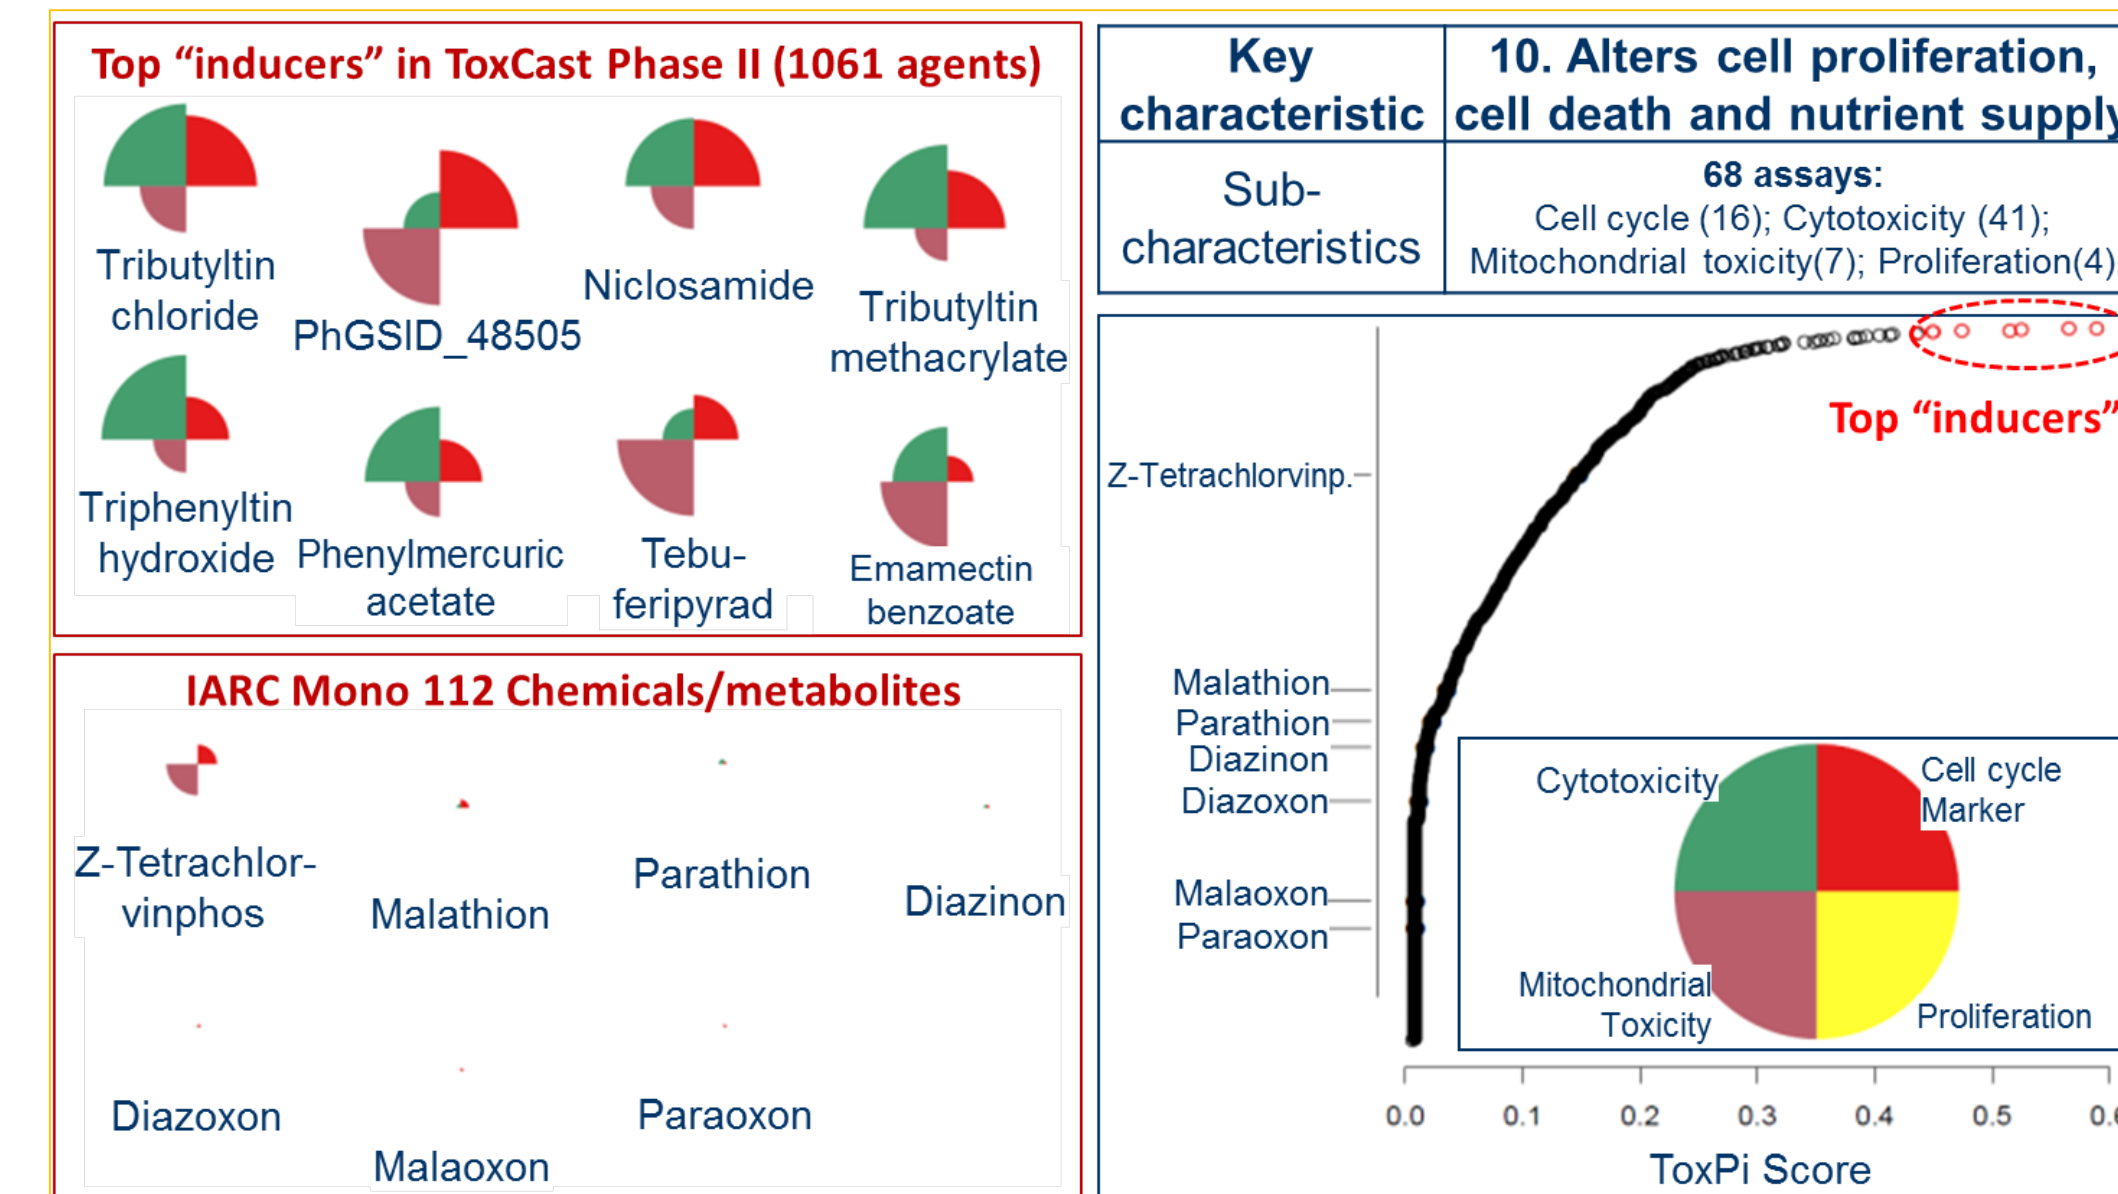 Top “inducers” in ToxCast Phase II (1061 agents)
Tributyltin
chloride
PhGSID_48505
Niclosamide
Tributyltin
methacrylate
Triphenyltin
hydroxide
Phenylmercuric
acetate
Tebu-
feripyrad
Emamectin
benzoate
IARC Mono 112 Chemicals/metabolites
Z-Tetrachlor-
vinphos
Malathion
Parathion
Diazinon
Diazoxon
Malaoxon
Paraoxon
Key
characteristic
10. Alters cell proliferation,
cell death and nutrient supply
Sub-
characteristics
68 assays:
Cell cycle (16); Cytotoxicity (41);
Mitochondrial toxicity(7); Proliferation(4)
Top “inducers”
Z-Tetrachlorvinp.
Malathion
Parathion
Diazinon
Diazoxon
Malaoxon
Paraoxon
Cytotoxicity
Cell cycle
Marker
Mitochondrial
Toxicity
Proliferation
0.0 0.1 0.2 0.3 0.4 0.5
ToxPi Score